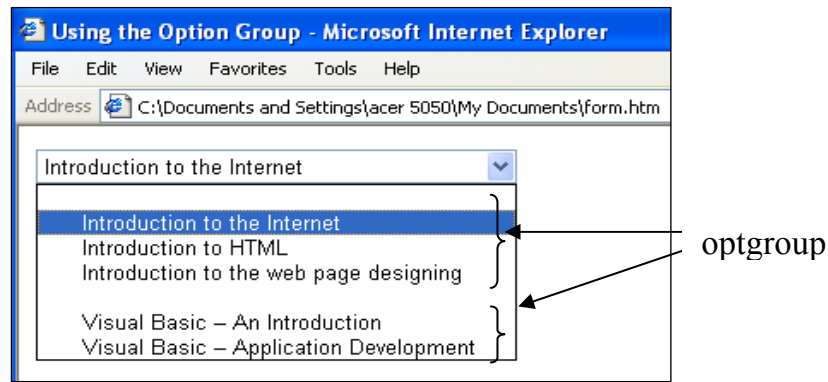 Using the Option Group - Microsoft Internet Explorer
File Edit View Favorites Tools Help
Address C:\Documents and Settings\acer 5050\My Documents\form.htm
Introduction to the Internet
Introduction to the Internet
Introduction to HTML
Introduction to the web page designing
optgroup
Visual Basic – An Introduction
Visual Basic – Application Development